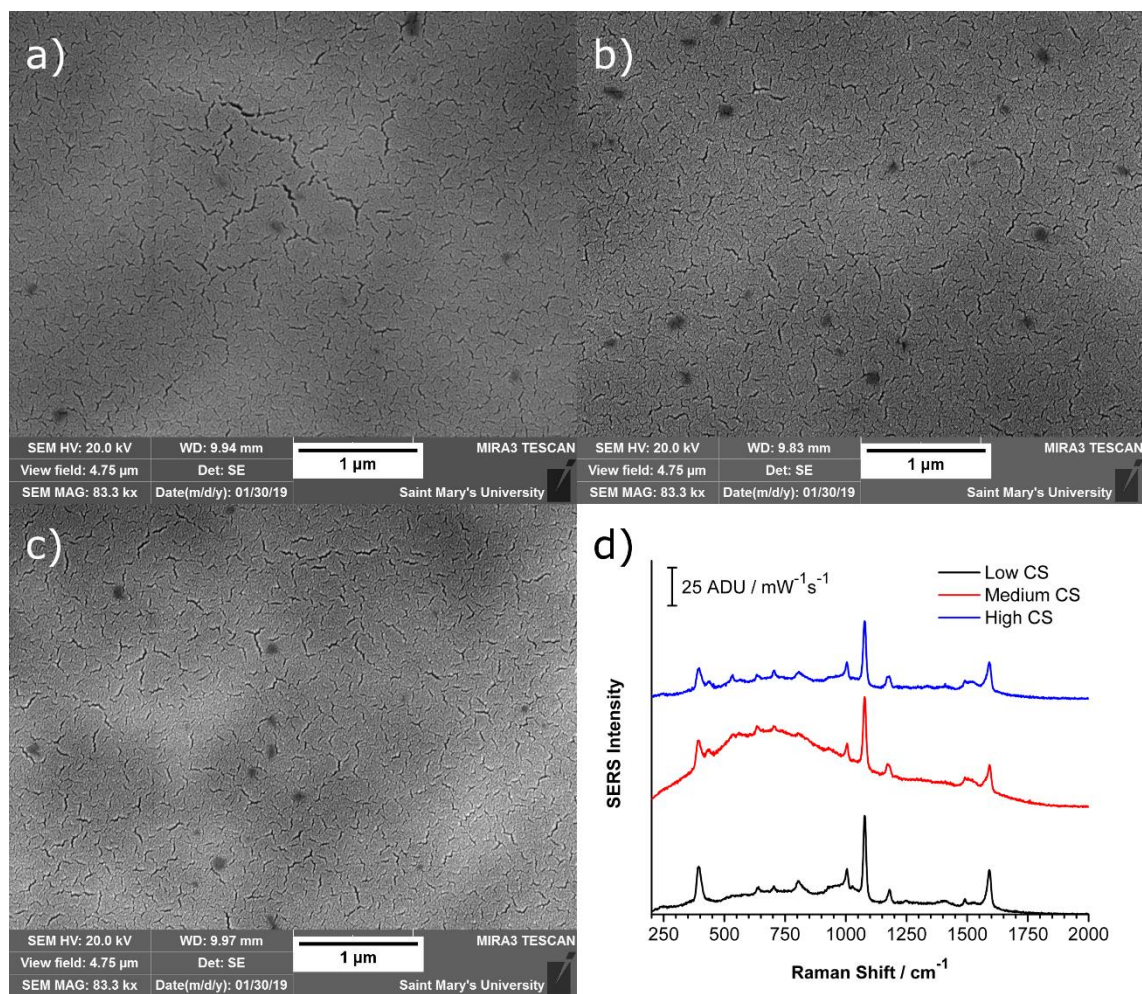 a)
SEM HV: 20.0 kV WD: 9.94 mm MIRA3 TESCAN
View field: 4.75 µm Det: SE 1 µm
SEM MAG: 83.3 kx Date(m/d/y): 01/30/19 Saint Mary's University
b)
SEM HV: 20.0 kV WD: 9.83 mm MIRA3 TESCAN
View field: 4.75 µm Det: SE 1 µm
SEM MAG: 83.3 kx Date(m/d/y): 01/30/19 Saint Mary's University
c)
SEM HV: 20.0 kV WD: 9.97 mm MIRA3 TESCAN
View field: 4.75 µm Det: SE 1 µm
SEM MAG: 83.3 kx Date(m/d/y): 01/30/19 Saint Mary's University
d)
25 ADU / mW⁻¹s⁻¹
Low CS
Medium CS
High CS
SERS Intensity
250 500 750 1000 1250 1500 1750 2000
Raman Shift / cm⁻¹